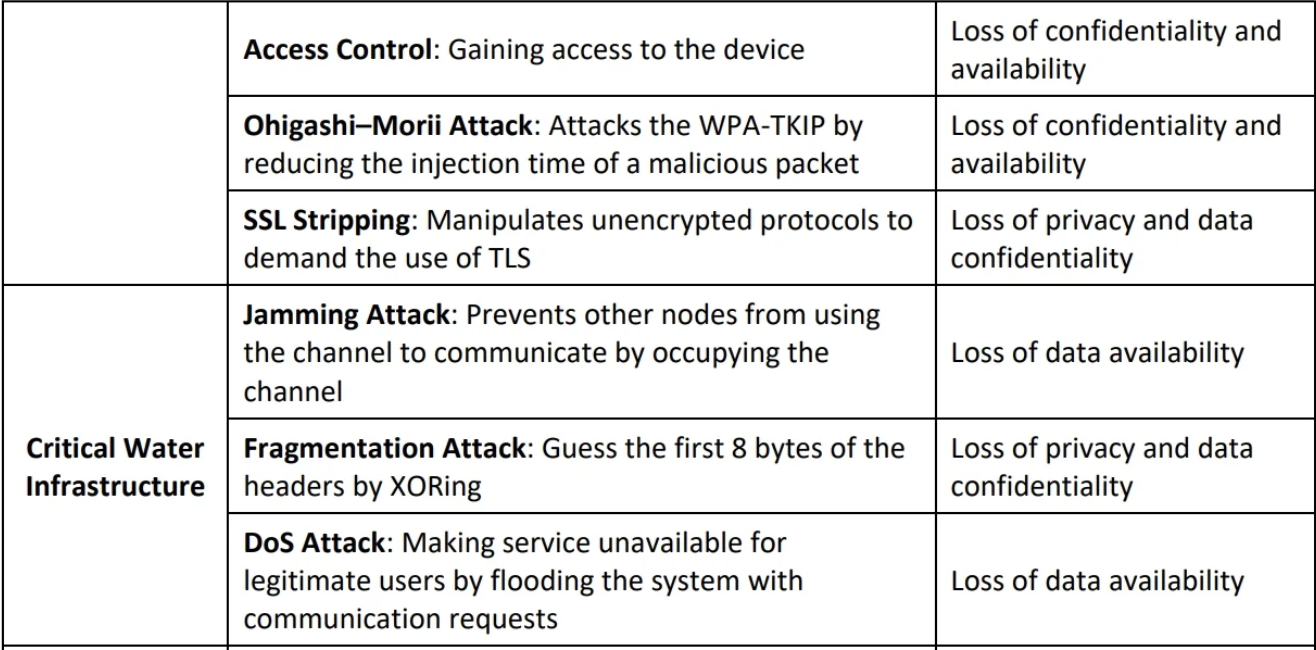 Access Control: Gaining access to the device
Loss of confidentiality and
availability
Ohigashi–Morii Attack: Attacks the WPA-TKIP by
reducing the injection time of a malicious packet
Loss of confidentiality and
availability
SSL Stripping: Manipulates unencrypted protocols to
demand the use of TLS
Loss of privacy and data
confidentiality
Critical Water
Infrastructure
Jamming Attack: Prevents other nodes from using
the channel to communicate by occupying the
channel
Loss of data availability
Fragmentation Attack: Guess the first 8 bytes of the
headers by XORing
Loss of privacy and data
confidentiality
DoS Attack: Making service unavailable for
legitimate users by flooding the system with
communication requests
Loss of data availability